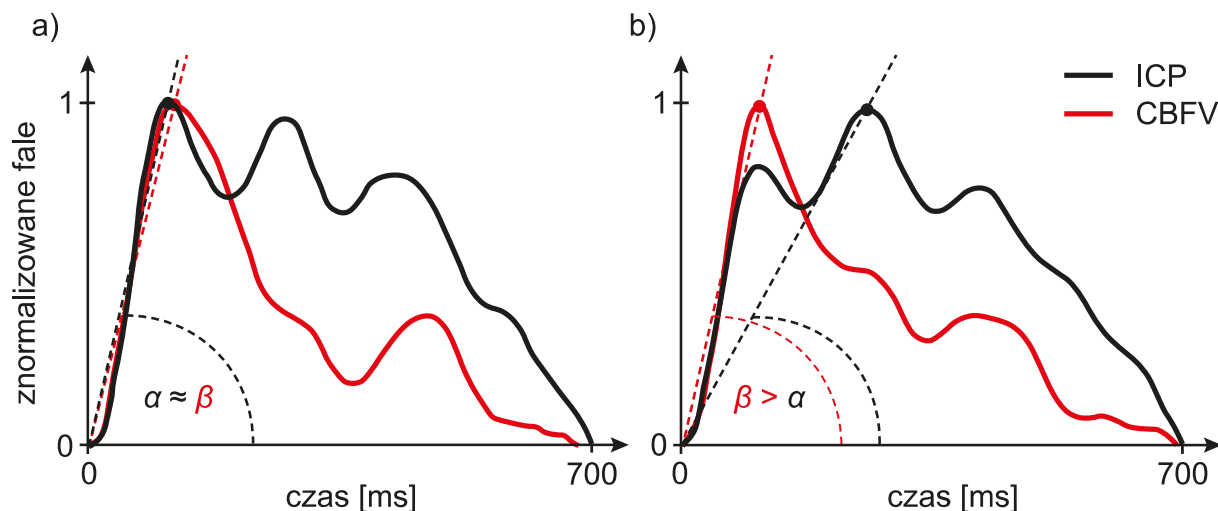 a)
znormalizowane fale
1
0
α ≈ β
0
700
czas [ms]
b)
ICP
CBFV
1
0
β > α
0
700
czas [ms]